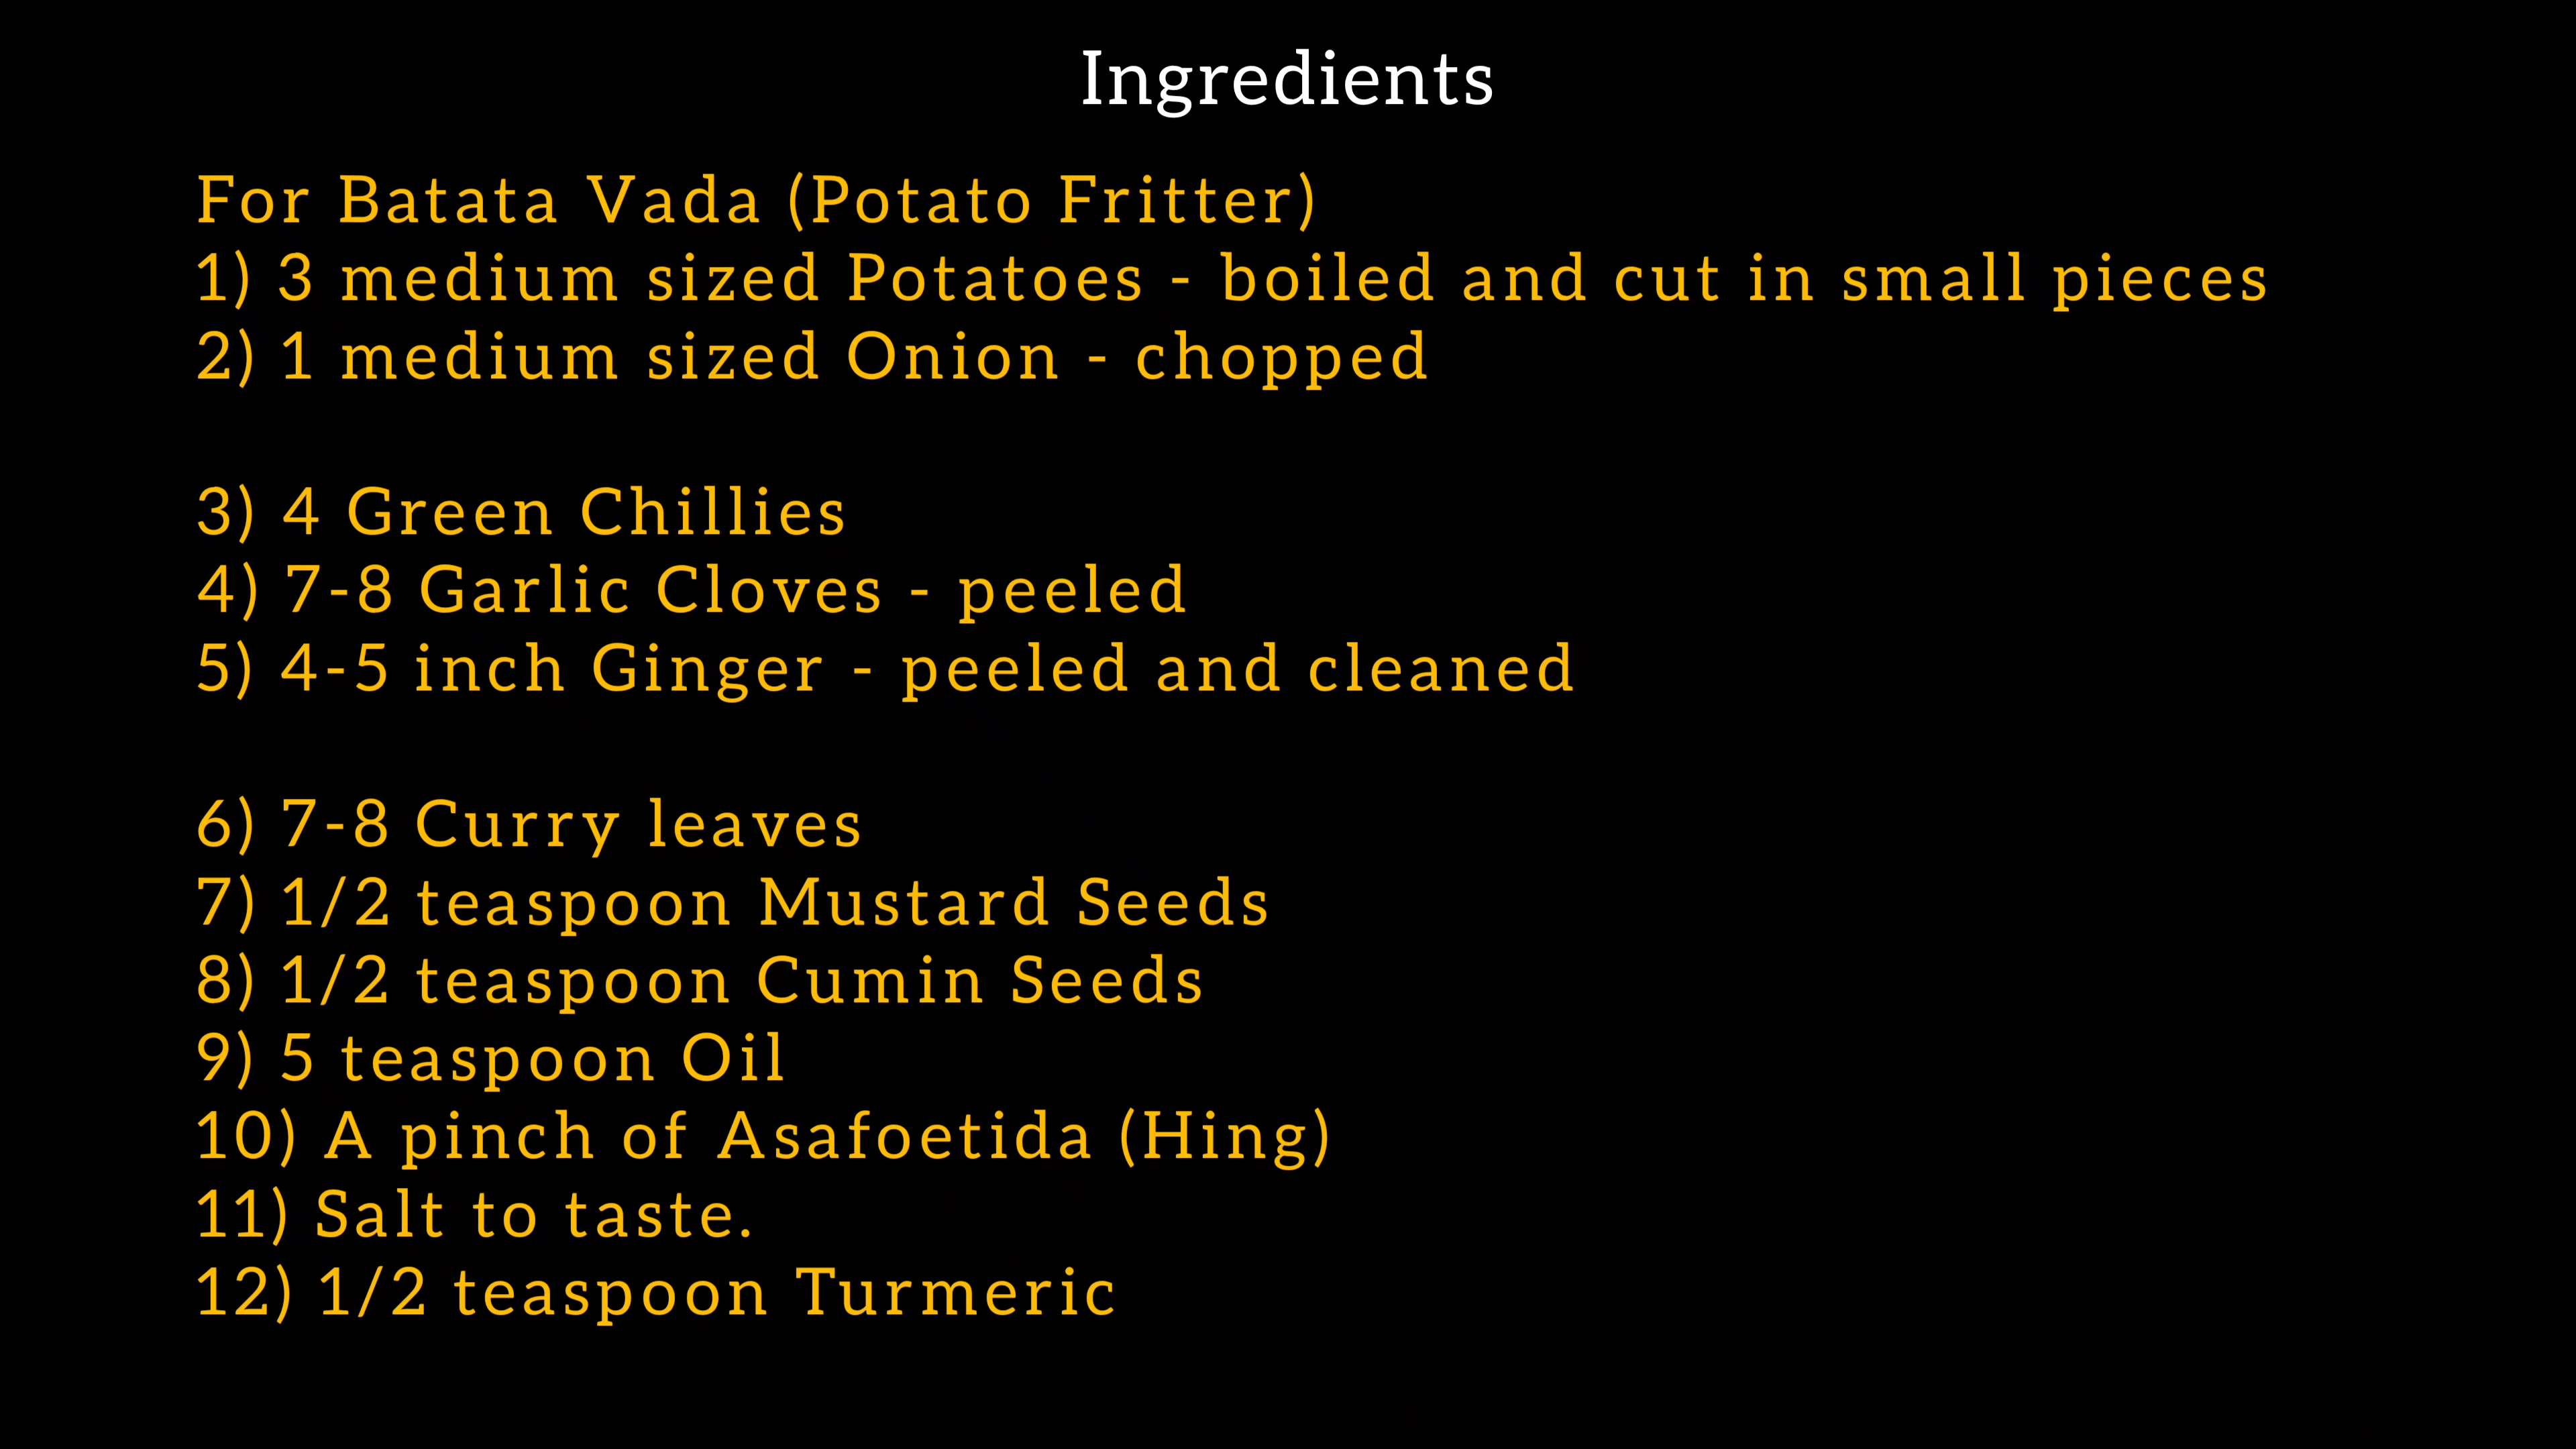 Ingredients
For Batata Vada (Potato Fritter)
1) 3 medium sized Potatoes - boiled and cut in small pieces
2) 1 medium sized Onion - chopped
3) 4 Green Chillies
4) 7-8 Garlic Cloves - peeled
5) 4-5 inch Ginger - peeled and cleaned
6) 7-8 Curry leaves
7) 1/2 teaspoon Mustard Seeds
8) 1/2 teaspoon Cumin Seeds
9) 5 teaspoon Oil
10) A pinch of Asafoetida (Hing)
11) Salt to taste.
12) 1/2 teaspoon Turmeric